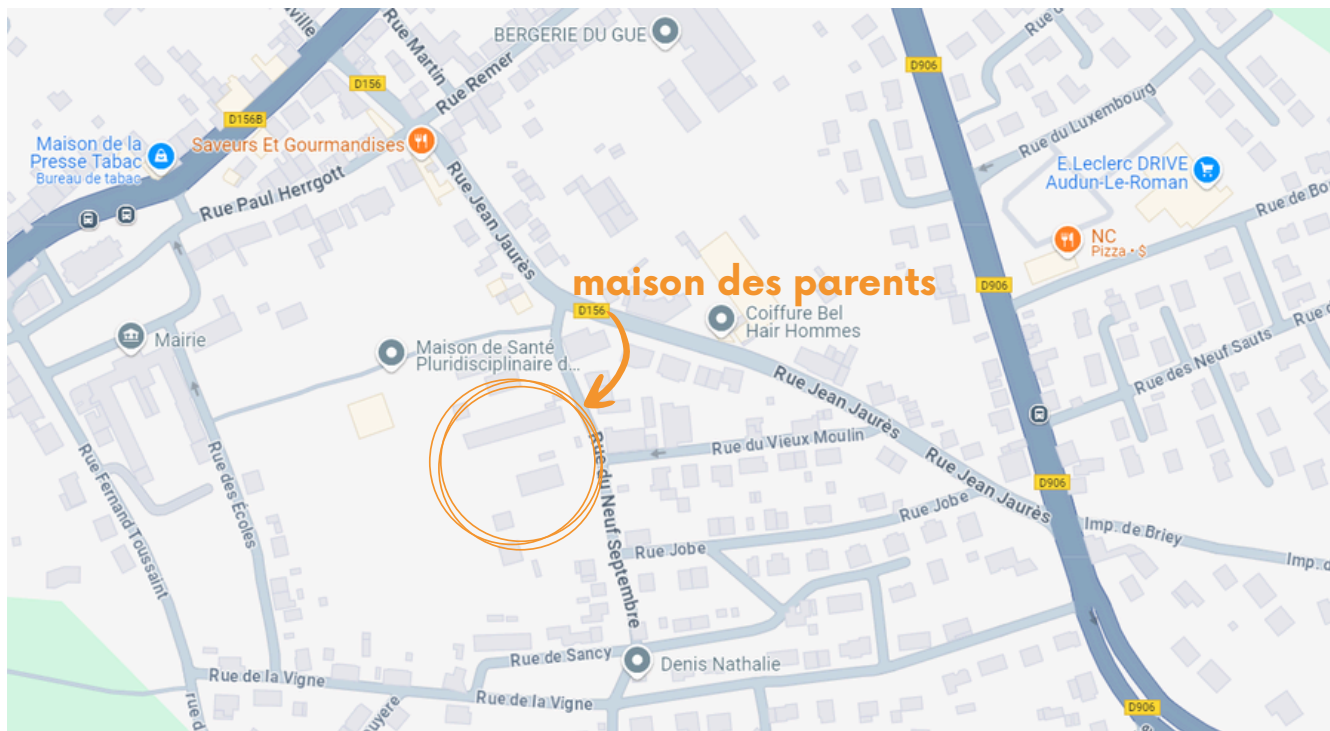 BERGERIE DU GUE
Rue Martin
Rue Remer
D156
D156B
D906
Rue du Luxembourg
Maison de la
Presse Tabac
Bureau de tabac
Saveurs Et Gourmandises
E.Leclerc DRIVE
Audun-Le-Roman
Rue Paul Herrgott
Rue Jean Jaurès
NC
Pizza • $
maison des parents
D906
D156
Coiffure Bel
Hair Hommes
Mairie
Maison de Santé
Pluridisciplinaire d...
Rue des Neuf Sauts
Rue Jean Jaurès
Rue du Vieux Moulin
Rue du Neuf Septembre
Rue Fernand Toussaint
Rue des Écoles
Rue Jean Jaurès
D906
Rue Jobe
Imp. de Briey
Rue Jobe
Rue de Sancy
Denis Nathalie
Rue de la Vigne
Rue de la Vigne
D906